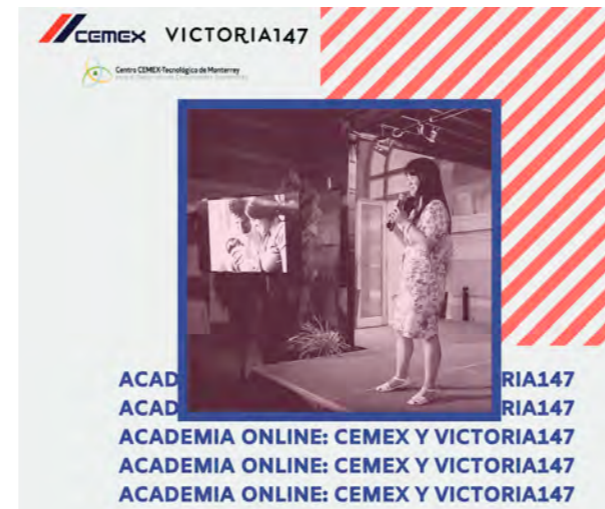 CEMEX VICTORIA147
Centro CEMEX-Tecnológico de Monterrey
ACAD RIA147
ACAD RIA147
ACADEMIA ONLINE: CEMEX Y VICTORIA147
ACADEMIA ONLINE: CEMEX Y VICTORIA147
ACADEMIA ONLINE: CEMEX Y VICTORIA147